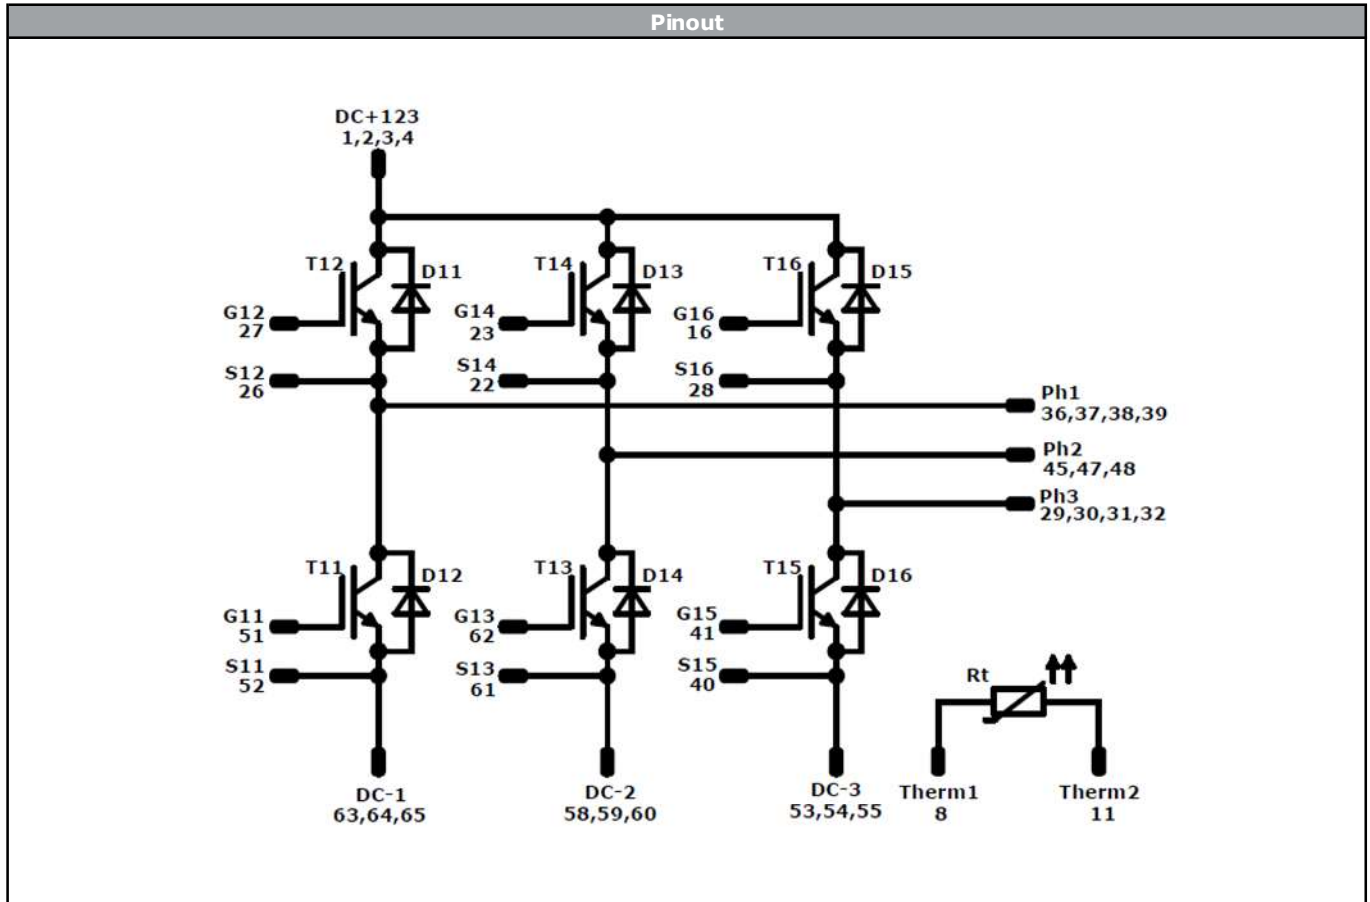 Pinout
DC+123
1,2,3,4
T12
D11
T14
D13
T16
D15
G12
27
G14
23
G16
16
S12
26
S14
22
S16
28
Ph1
36,37,38,39
Ph2
45,47,48
Ph3
29,30,31,32
T11
D12
T13
D14
T15
D16
G11
51
G13
62
G15
41
S11
52
S13
61
S15
40
Rt
DC-1
63,64,65
DC-2
58,59,60
DC-3
53,54,55
Therm1
8
Therm2
11